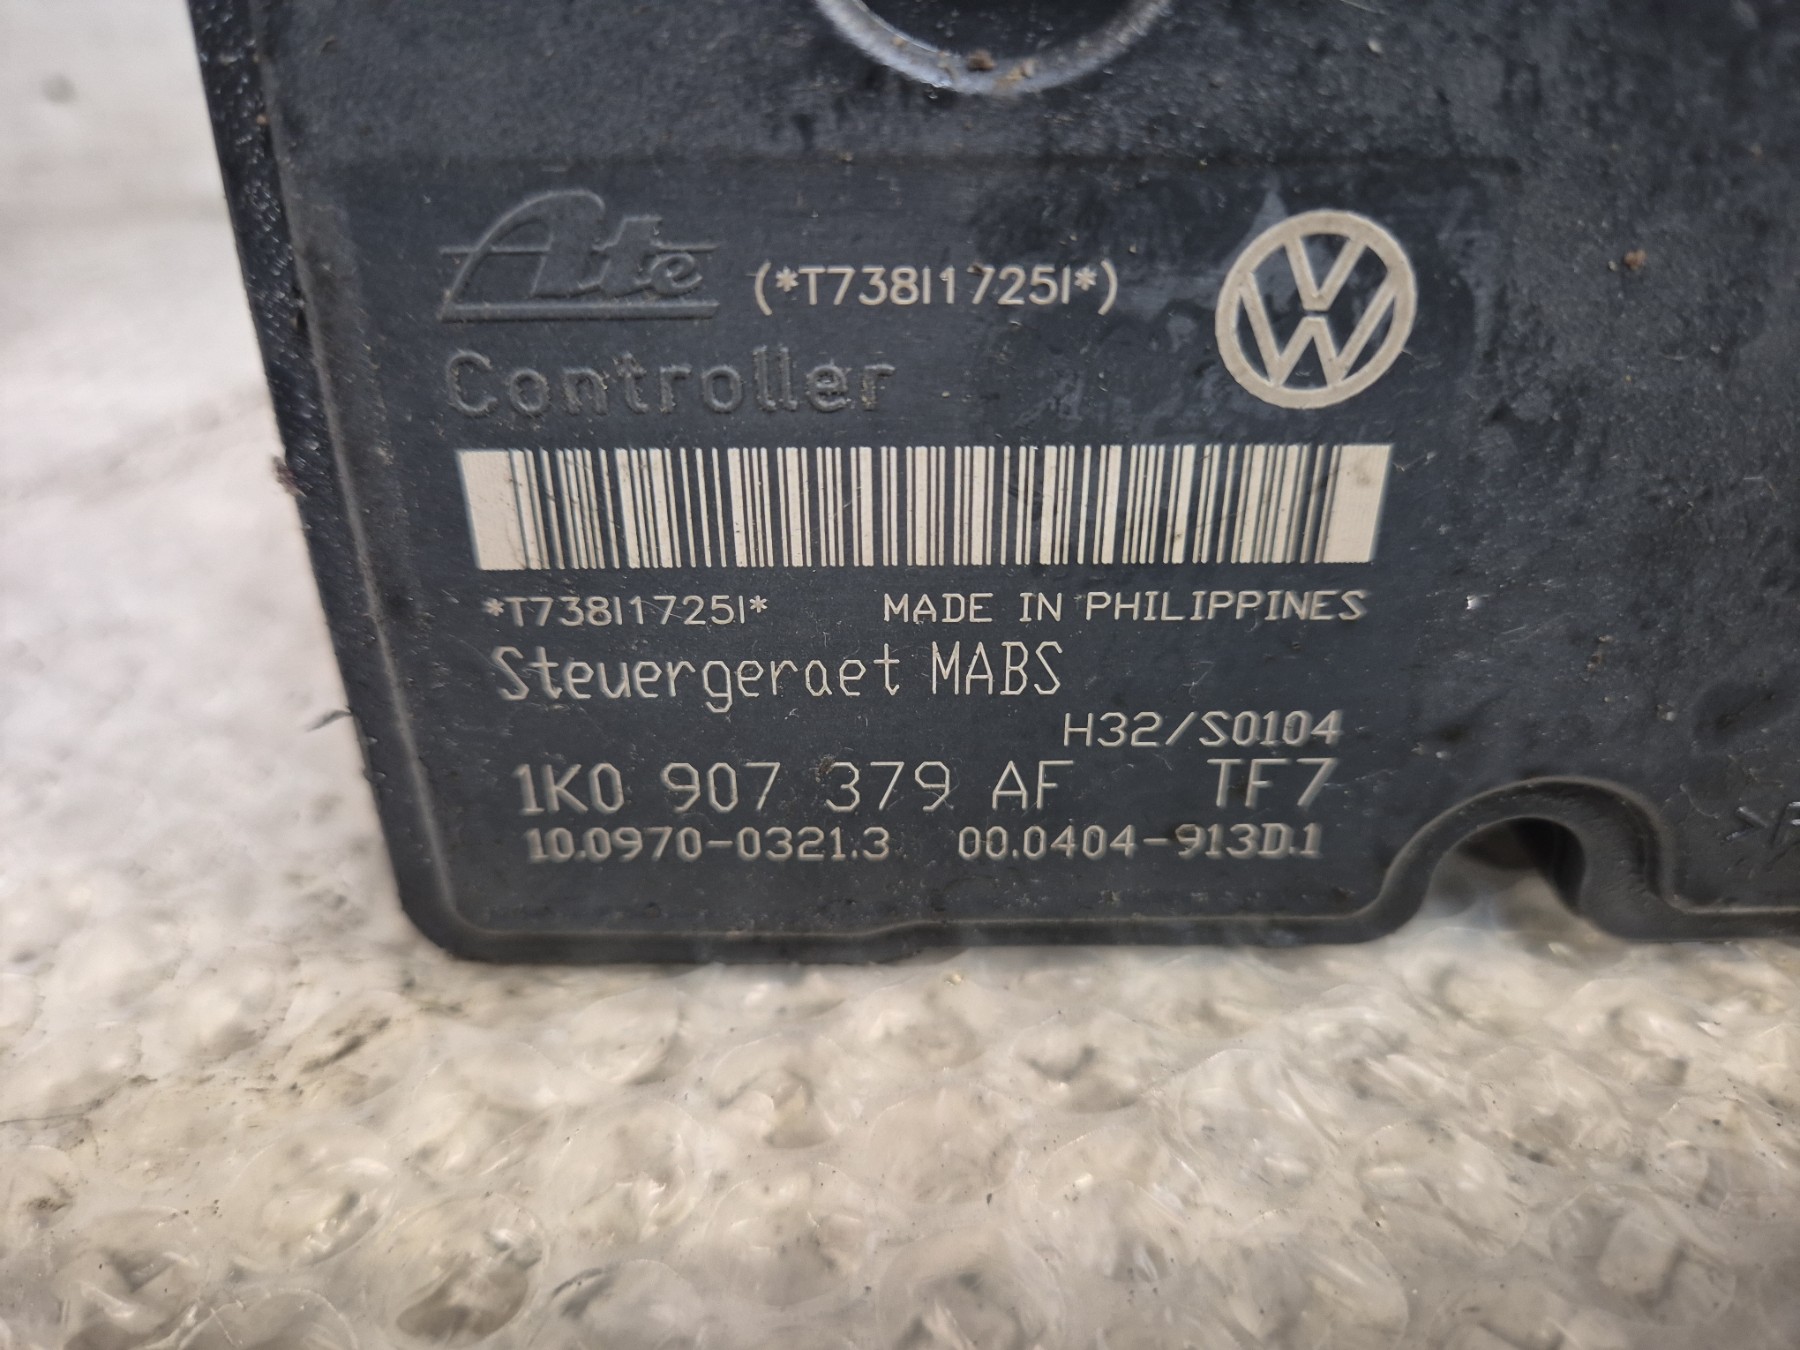 Ate (*T738I1725I*)
Controller
*T738I1725I* MADE IN PHILIPPINES
Steuergeraet MABS
H32/S0104
1K0 907 379 AF TF7
10.0970-0321.3 00.0404-913D.1